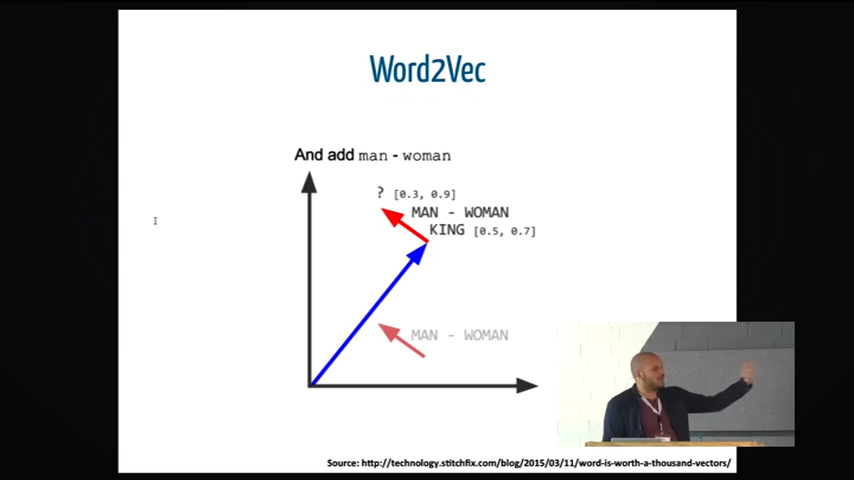 Word2Vec
And add man - woman
? [0.3, 0.9]
MAN - WOMAN
KING [0.5, 0.7]
MAN - WOMAN
Source: http://technology.stitchfix.com/blog/2015/03/11/word-is-worth-a-thousand-vectors/